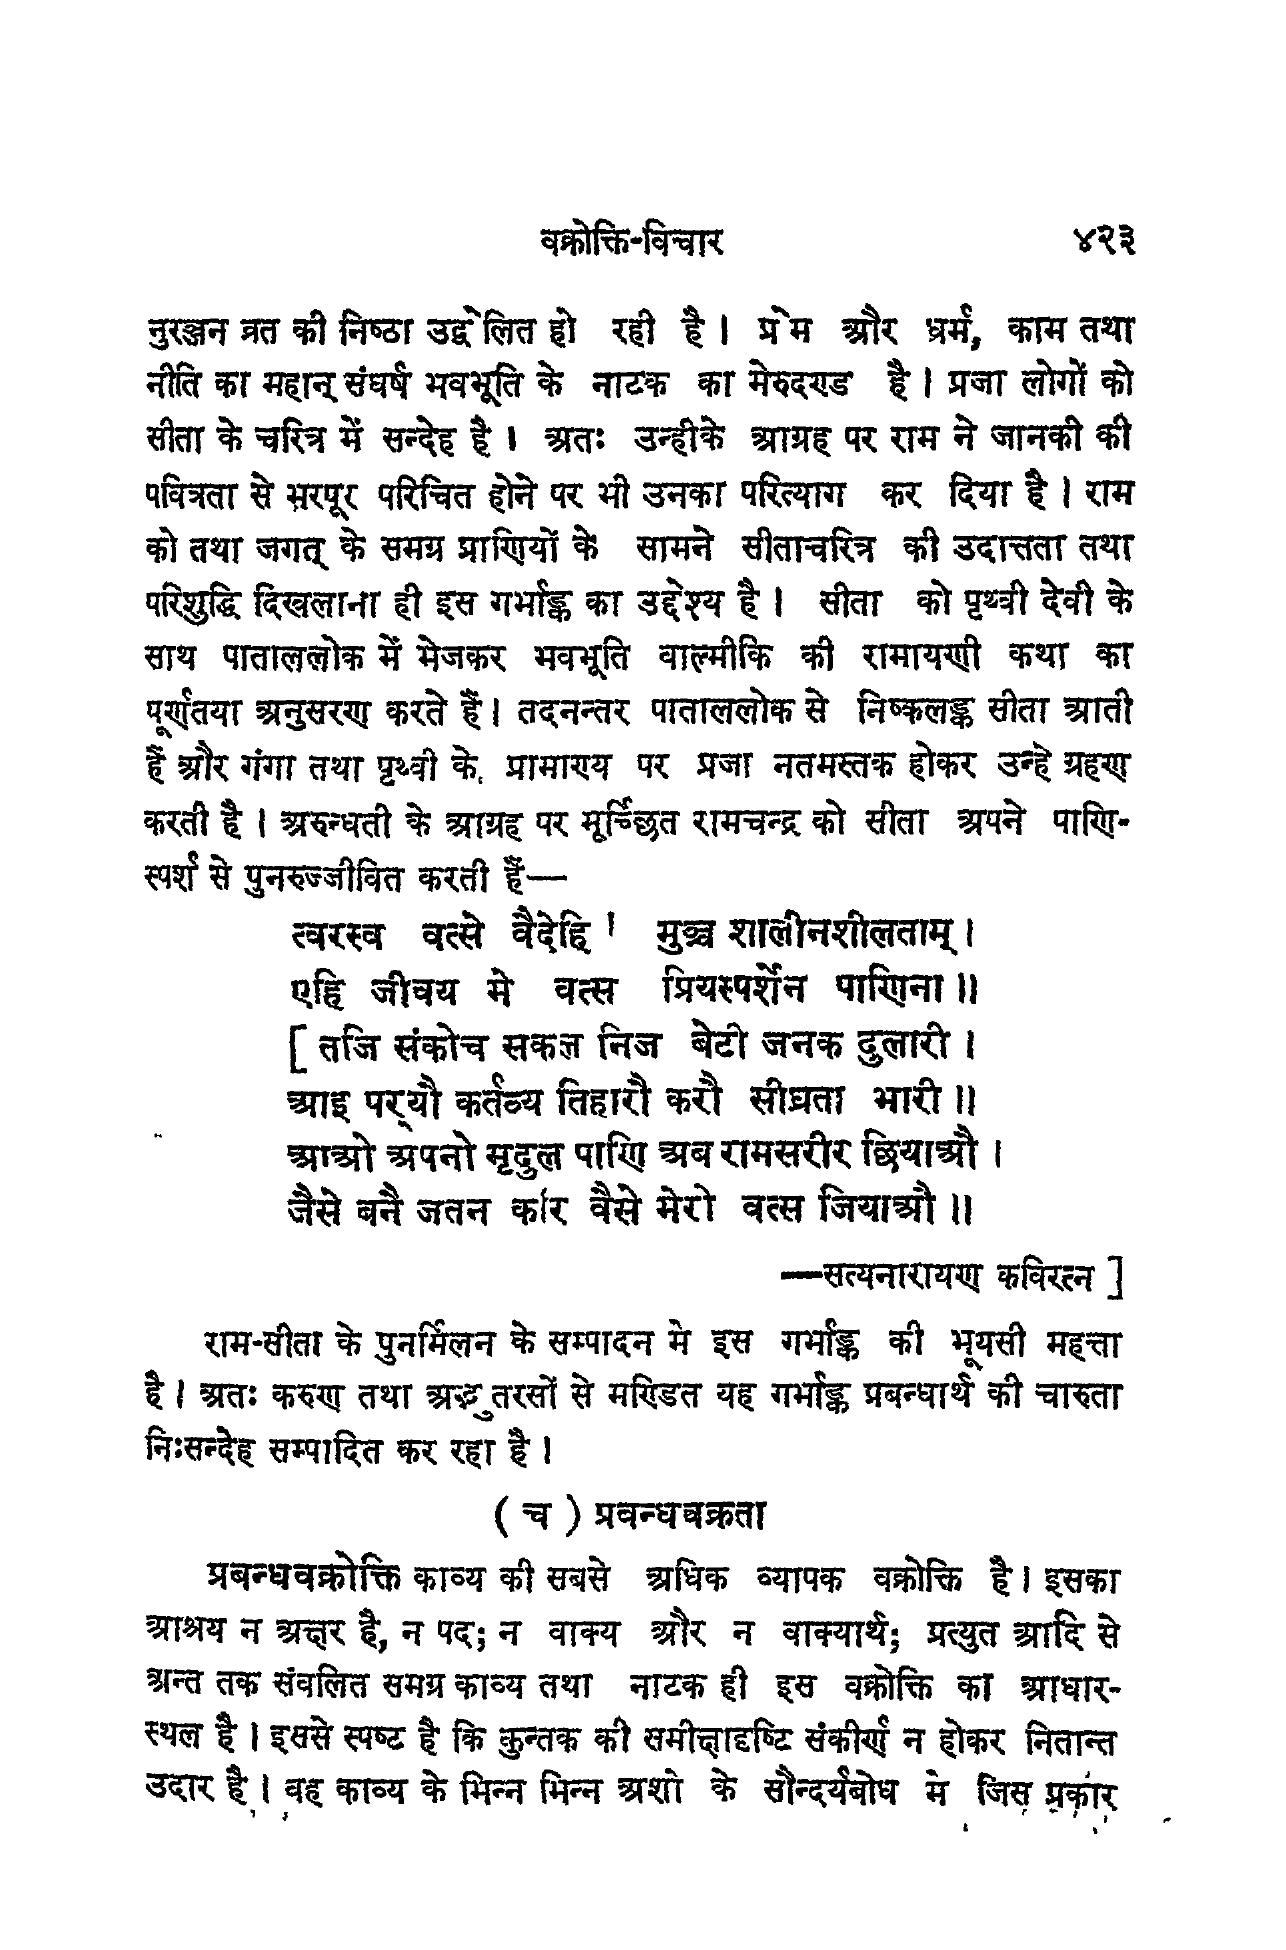 वक्रोक्ति-विचार ४२३
नुरञ्जन व्रत की निष्ठा उद्वेलित हो रही है। प्रेम और धर्म, काम तथा
नीति का महान् संघर्ष भवभूति के नाटक का मेरुदण्ड है। प्रजा लोगों को
सीता के चरित्र में सन्देह है। अतः उन्हीके आग्रह पर राम ने जानकी की
पवित्रता से भरपूर परिचित होने पर भी उनका परित्याग कर दिया है। राम
को तथा जगत् के समग्र प्राणियों के सामने सीताचरित्र की उदात्तता तथा
परिशुद्धि दिखलाना ही इस गर्भाङ्क का उद्देश्य है। सीता को पृथ्वी देवी के
साथ पाताललोक में भेजकर भवभूति वाल्मीकि की रामायणी कथा का
पूर्णतया अनुसरण करते हैं। तदनन्तर पाताललोक से निष्कलङ्क सीता आती
हैं और गंगा तथा पृथ्वी के प्रामाण्य पर प्रजा नतमस्तक होकर उन्हे ग्रहण
करती है। अरुन्धती के आग्रह पर मूर्च्छित रामचन्द्र को सीता अपने पाणि-
स्पर्श से पुनरुज्जीवित करती हैं—
त्वरस्व वत्से वैदेहि ! मुञ्च शालीनशीलताम्।
एहि जीवय मे वत्स प्रियस्पर्शेन पाणिना॥
[ तजि संकोच सकल निज बेटी जनक दुलारी।
आइ पर्‌यौ कर्तव्य तिहारौ करौ सीघ्रता भारी॥
आओ अपनो मृदुल पाणि अब रामसरीर छियाऔ।
जैसे बनै जतन करि वैसे मेरो वत्स जियाऔ॥
—सत्यनारायण कविरत्न ]
राम-सीता के पुनर्मिलन के सम्पादन मे इस गर्भाङ्क की भूयसी महत्ता
है। अतः करुण तथा अद्भुतरसों से मण्डित यह गर्भाङ्क प्रबन्धार्थ की चारुता
निःसन्देह सम्पादित कर रहा है।
( च ) प्रवन्धवक्रता
प्रबन्धवक्रोक्ति काव्य की सबसे अधिक व्यापक वक्रोक्ति है। इसका
आश्रय न अक्षर है, न पद; न वाक्य और न वाक्यार्थ; प्रत्युत आदि से
अन्त तक संवलित समग्र काव्य तथा नाटक ही इस वक्रोक्ति का आधार-
स्थल है। इससे स्पष्ट है कि कुन्तक की समीक्षादृष्टि संकीर्ण न होकर नितान्त
उदार है। वह काव्य के भिन्न भिन्न अशो के सौन्दर्यबोध मे जिस प्रकार